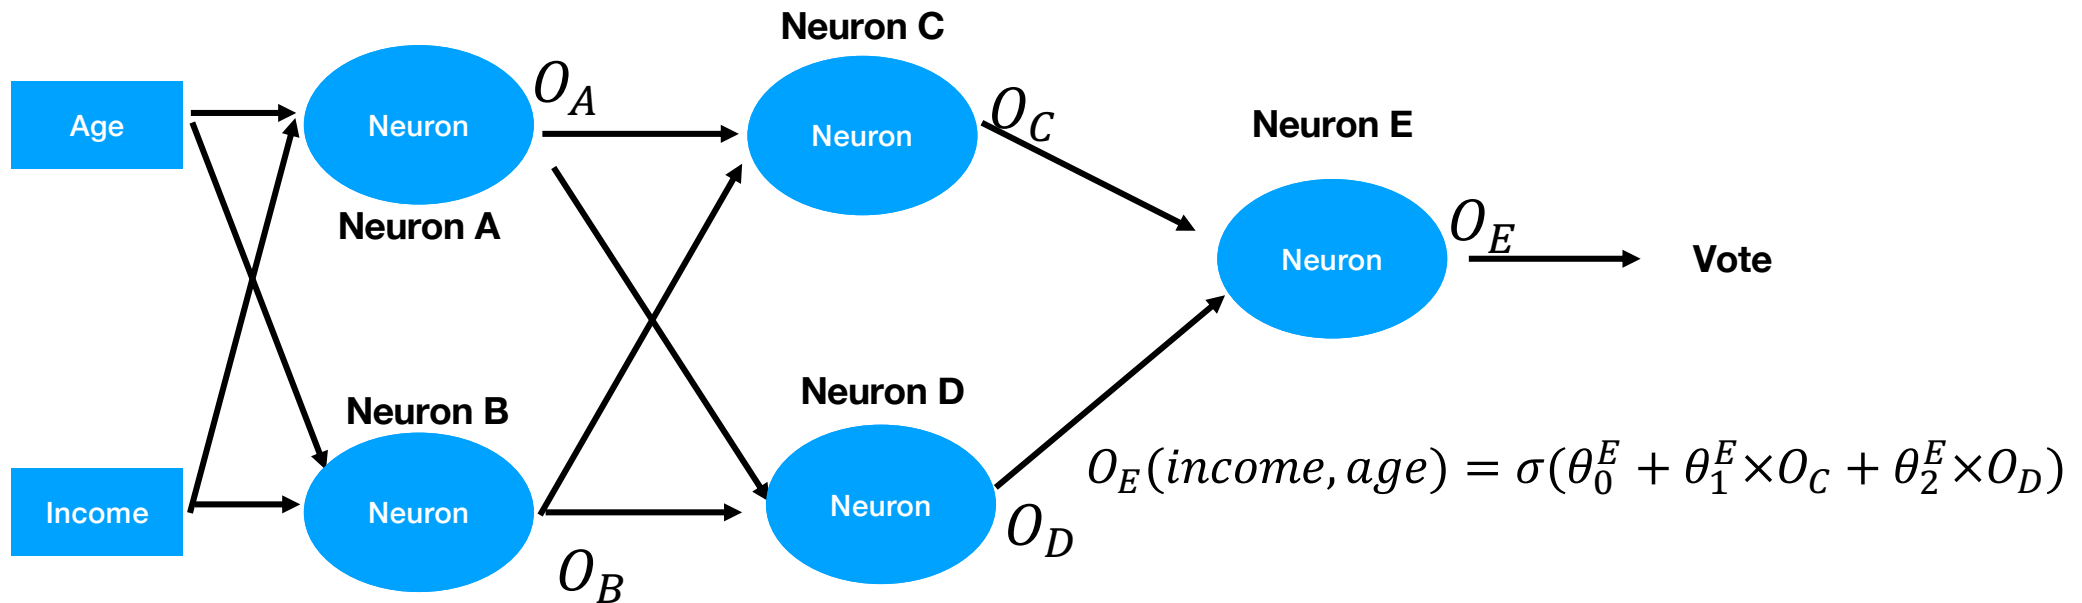 Neuron C
Age
Neuron
O_A
Neuron
O_C
Neuron E
Neuron A
Neuron
O_E
Vote
Neuron B
Neuron D
Income
Neuron
O_B
Neuron
O_D
O_E(income, age) = σ(θ_0^E + θ_1^E×O_C + θ_2^E×O_D)